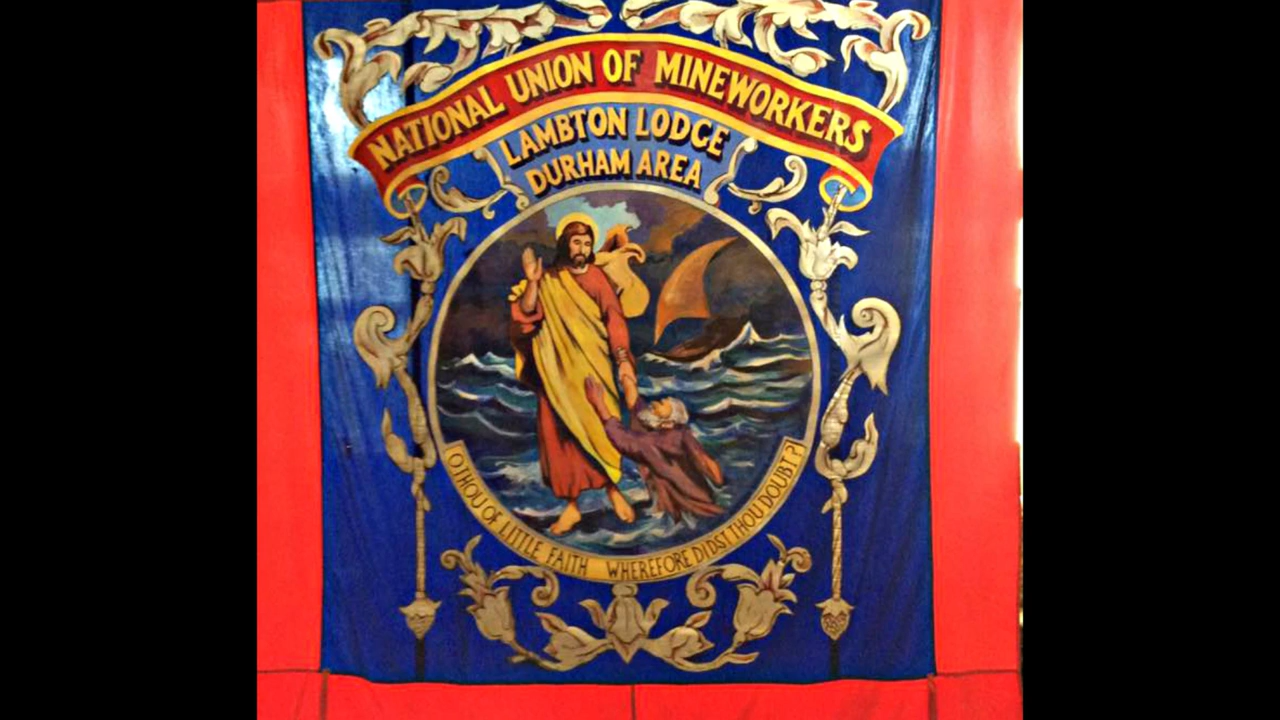 NATIONAL UNION OF MINEWORKERS
LAMBTON LODGE
DURHAM AREA
O THOU OF LITTLE FAITH WHEREFORE DIDST THOU DOUBT?